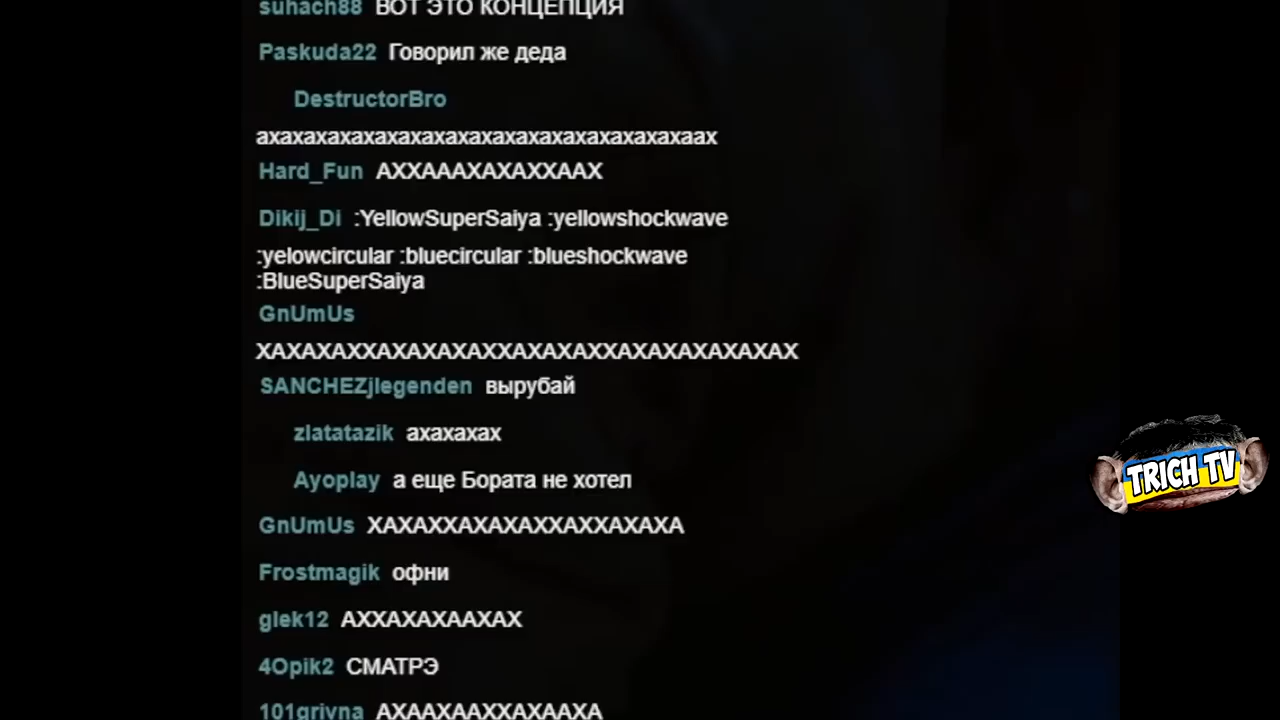 suhach88 ВОТ ЭТО КОНЦЕПЦИЯ
Paskuda22 Говорил же деда
DestructorBro
ахахахахахахахахахахахахахахахахахахаах
Hard_Fun АХХАААХАХАХХААХ
Dikij_Di :YellowSuperSaiya :yellowshockwave
:yelowcircular :bluecircular :blueshockwave
:BlueSuperSaiya
GnUmUs
ХАХАХАХХАХАХАХАХХАХАХАХХАХАХАХАХАХАХ
SANCHEZjlegenden вырубай
zlatatazik ахахахах
Ayoplay а еще Бората не хотел
GnUmUs ХАХАХХАХАХАХХАХХАХАХА
Frostmagik офни
glek12 АХХАХАХААХАХ
4Opik2 СМАТРЭ
101grivna АХААХААХХАХААХА
TRICH TV